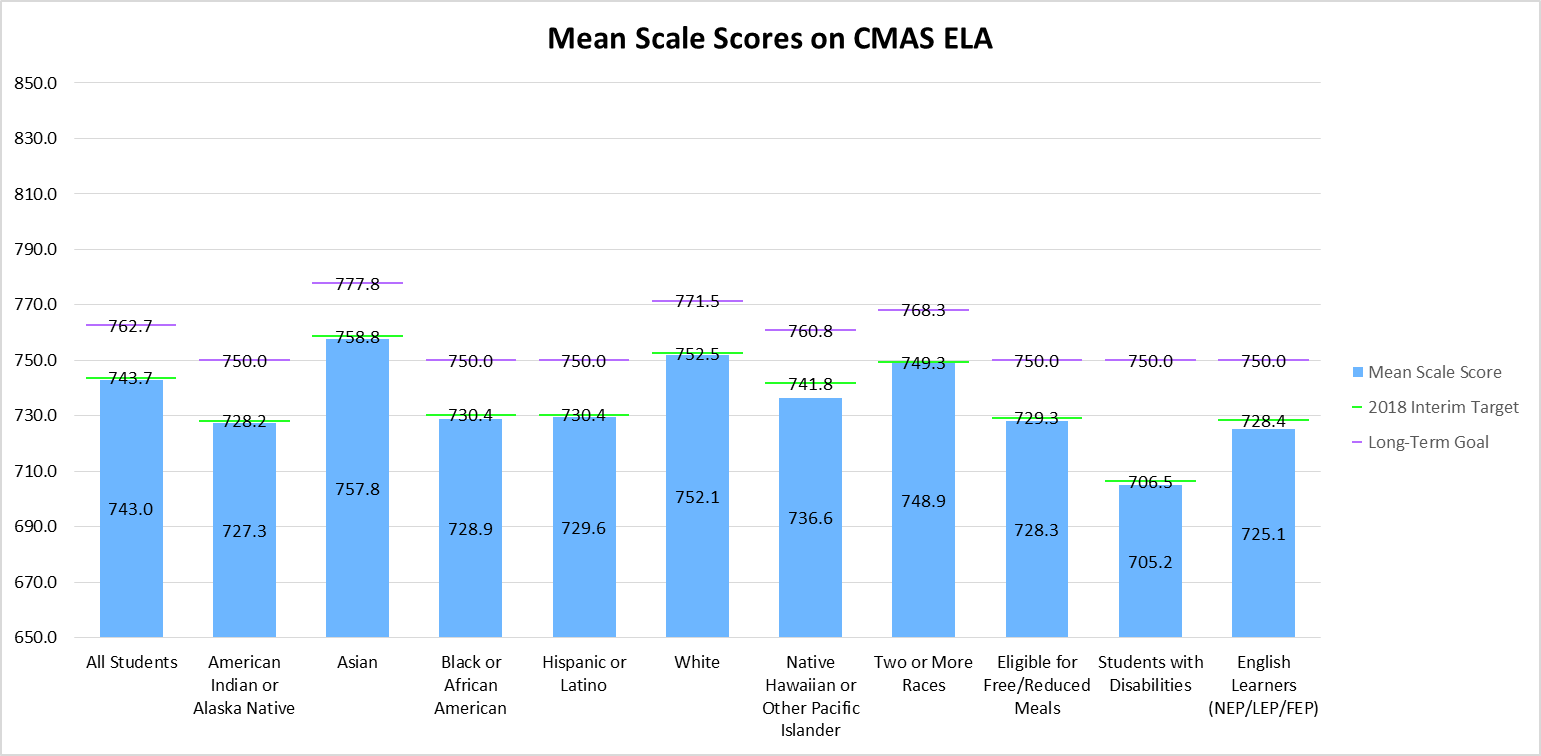 Mean Scale Scores on CMAS ELA
850.0
830.0
810.0
790.0
770.0
750.0
730.0
710.0
690.0
670.0
650.0
762.7
750.0
777.8
750.0
750.0
771.5
760.8
768.3
750.0
750.0
750.0
743.7
728.2
758.8
730.4
730.4
752.5
741.8
749.3
729.3
706.5
728.4
743.0
727.3
757.8
728.9
729.6
752.1
736.6
748.9
728.3
705.2
725.1
All Students
American
Indian or
Alaska Native
Asian
Black or
African
American
Hispanic or
Latino
White
Native
Hawaiian or
Other Pacific
Islander
Two or More
Races
Eligible for
Free/Reduced
Meals
Students with
Disabilities
English
Learners
(NEP/LEP/FEP)
Mean Scale Score
2018 Interim Target
Long-Term Goal